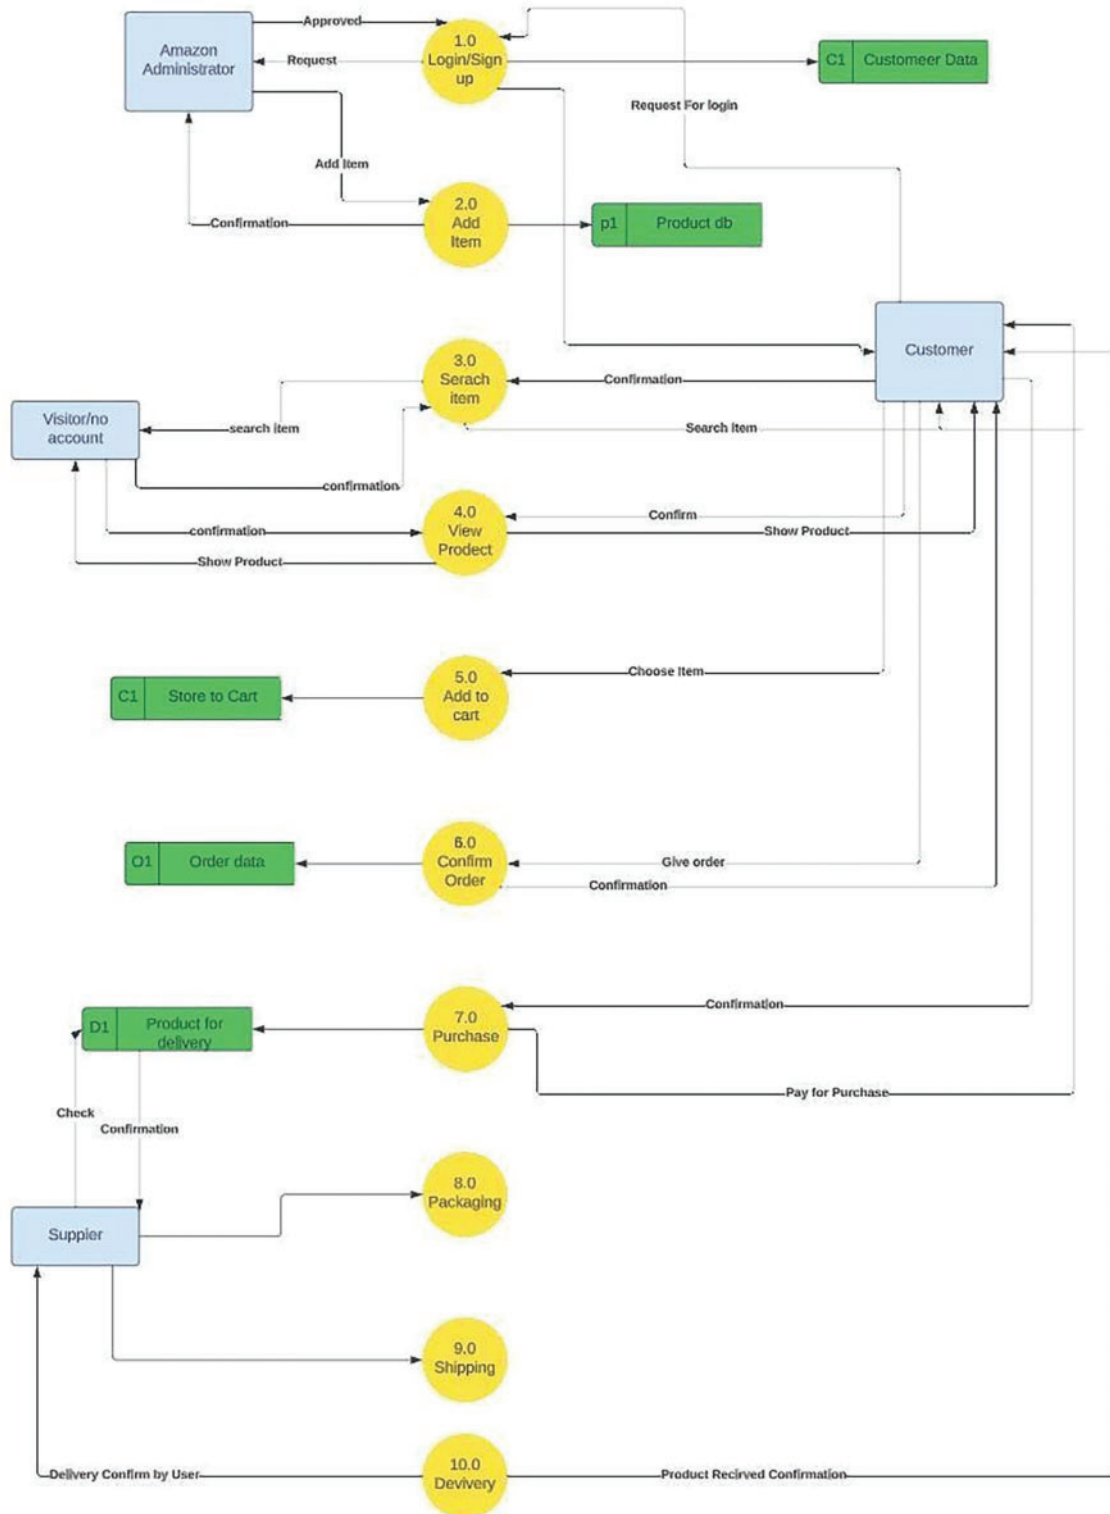 Approved
Amazon
Administrator
1.0
Login/Sign
up
Request
C1
Customeer Data
Request For login
Add Item
2.0
Add
Item
Confirmation
p1
Product db
Customer
3.0
Serach
item
Confirmation
Visitor/no
account
search item
Search Item
confirmation
4.0
View
Prodect
Confirm
confirmation
Show Product
Show Product
5.0
Add to
cart
Choose Item
C1
Store to Cart
6.0
Confirm
Order
O1
Order data
Give order
Confirmation
Confirmation
D1
Product for
delivery
7.0
Purchase
Pay for Purchase
Check
Confirmation
8.0
Packaging
Suppler
9.0
Shipping
Delivery Confirm by User
10.0
Devivery
Product Recirved Confirmation